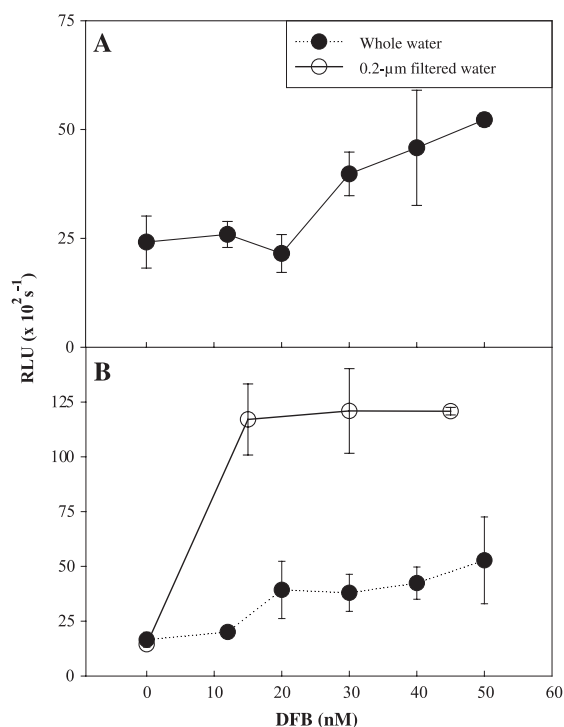 A
Whole water
0.2-µm filtered water
75
50
25
0
RLU (x 10² s⁻¹)
B
125
100
75
50
25
0
0 10 20 30 40 50 60
DFB (nM)